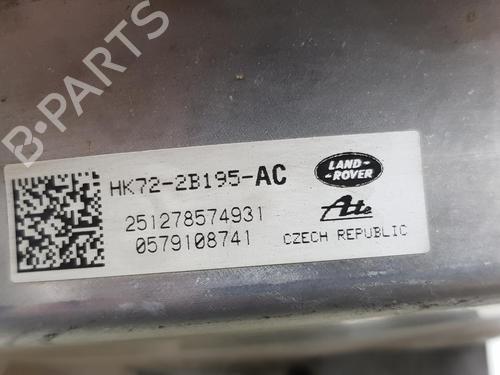 B-PARTS
HK72-2B195-AC
LAND-
-ROVER
251278574931
Ate
0579108741
CZECH REPUBLIC